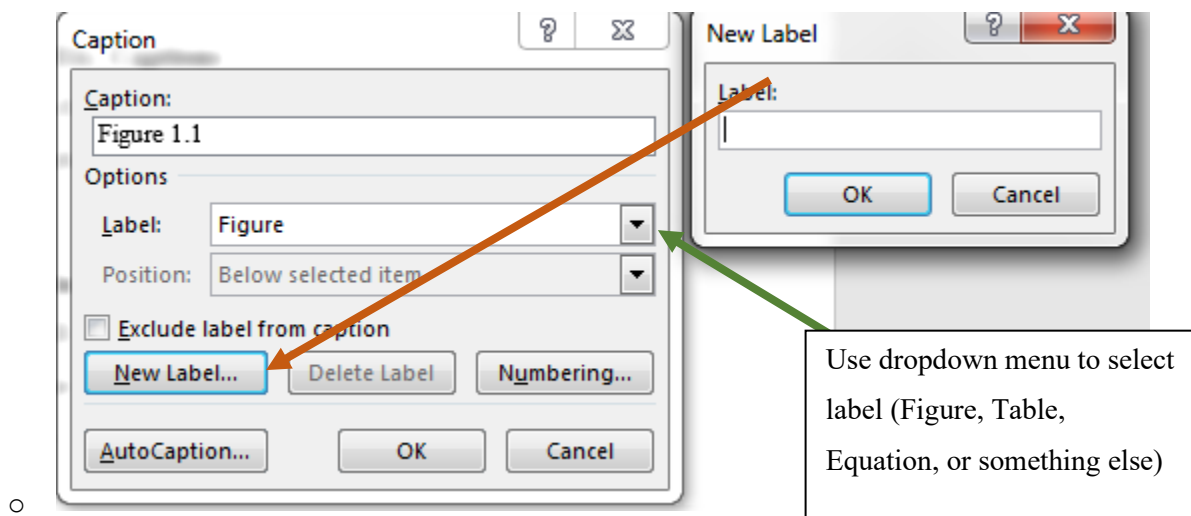 Caption
Caption:
Figure 1.1
Options
Label: Figure
Position: Below selected item
Exclude label from caption
New Label... Delete Label Numbering...
AutoCaption... OK Cancel
New Label
Label:
OK Cancel
Use dropdown menu to select
label (Figure, Table,
Equation, or something else)